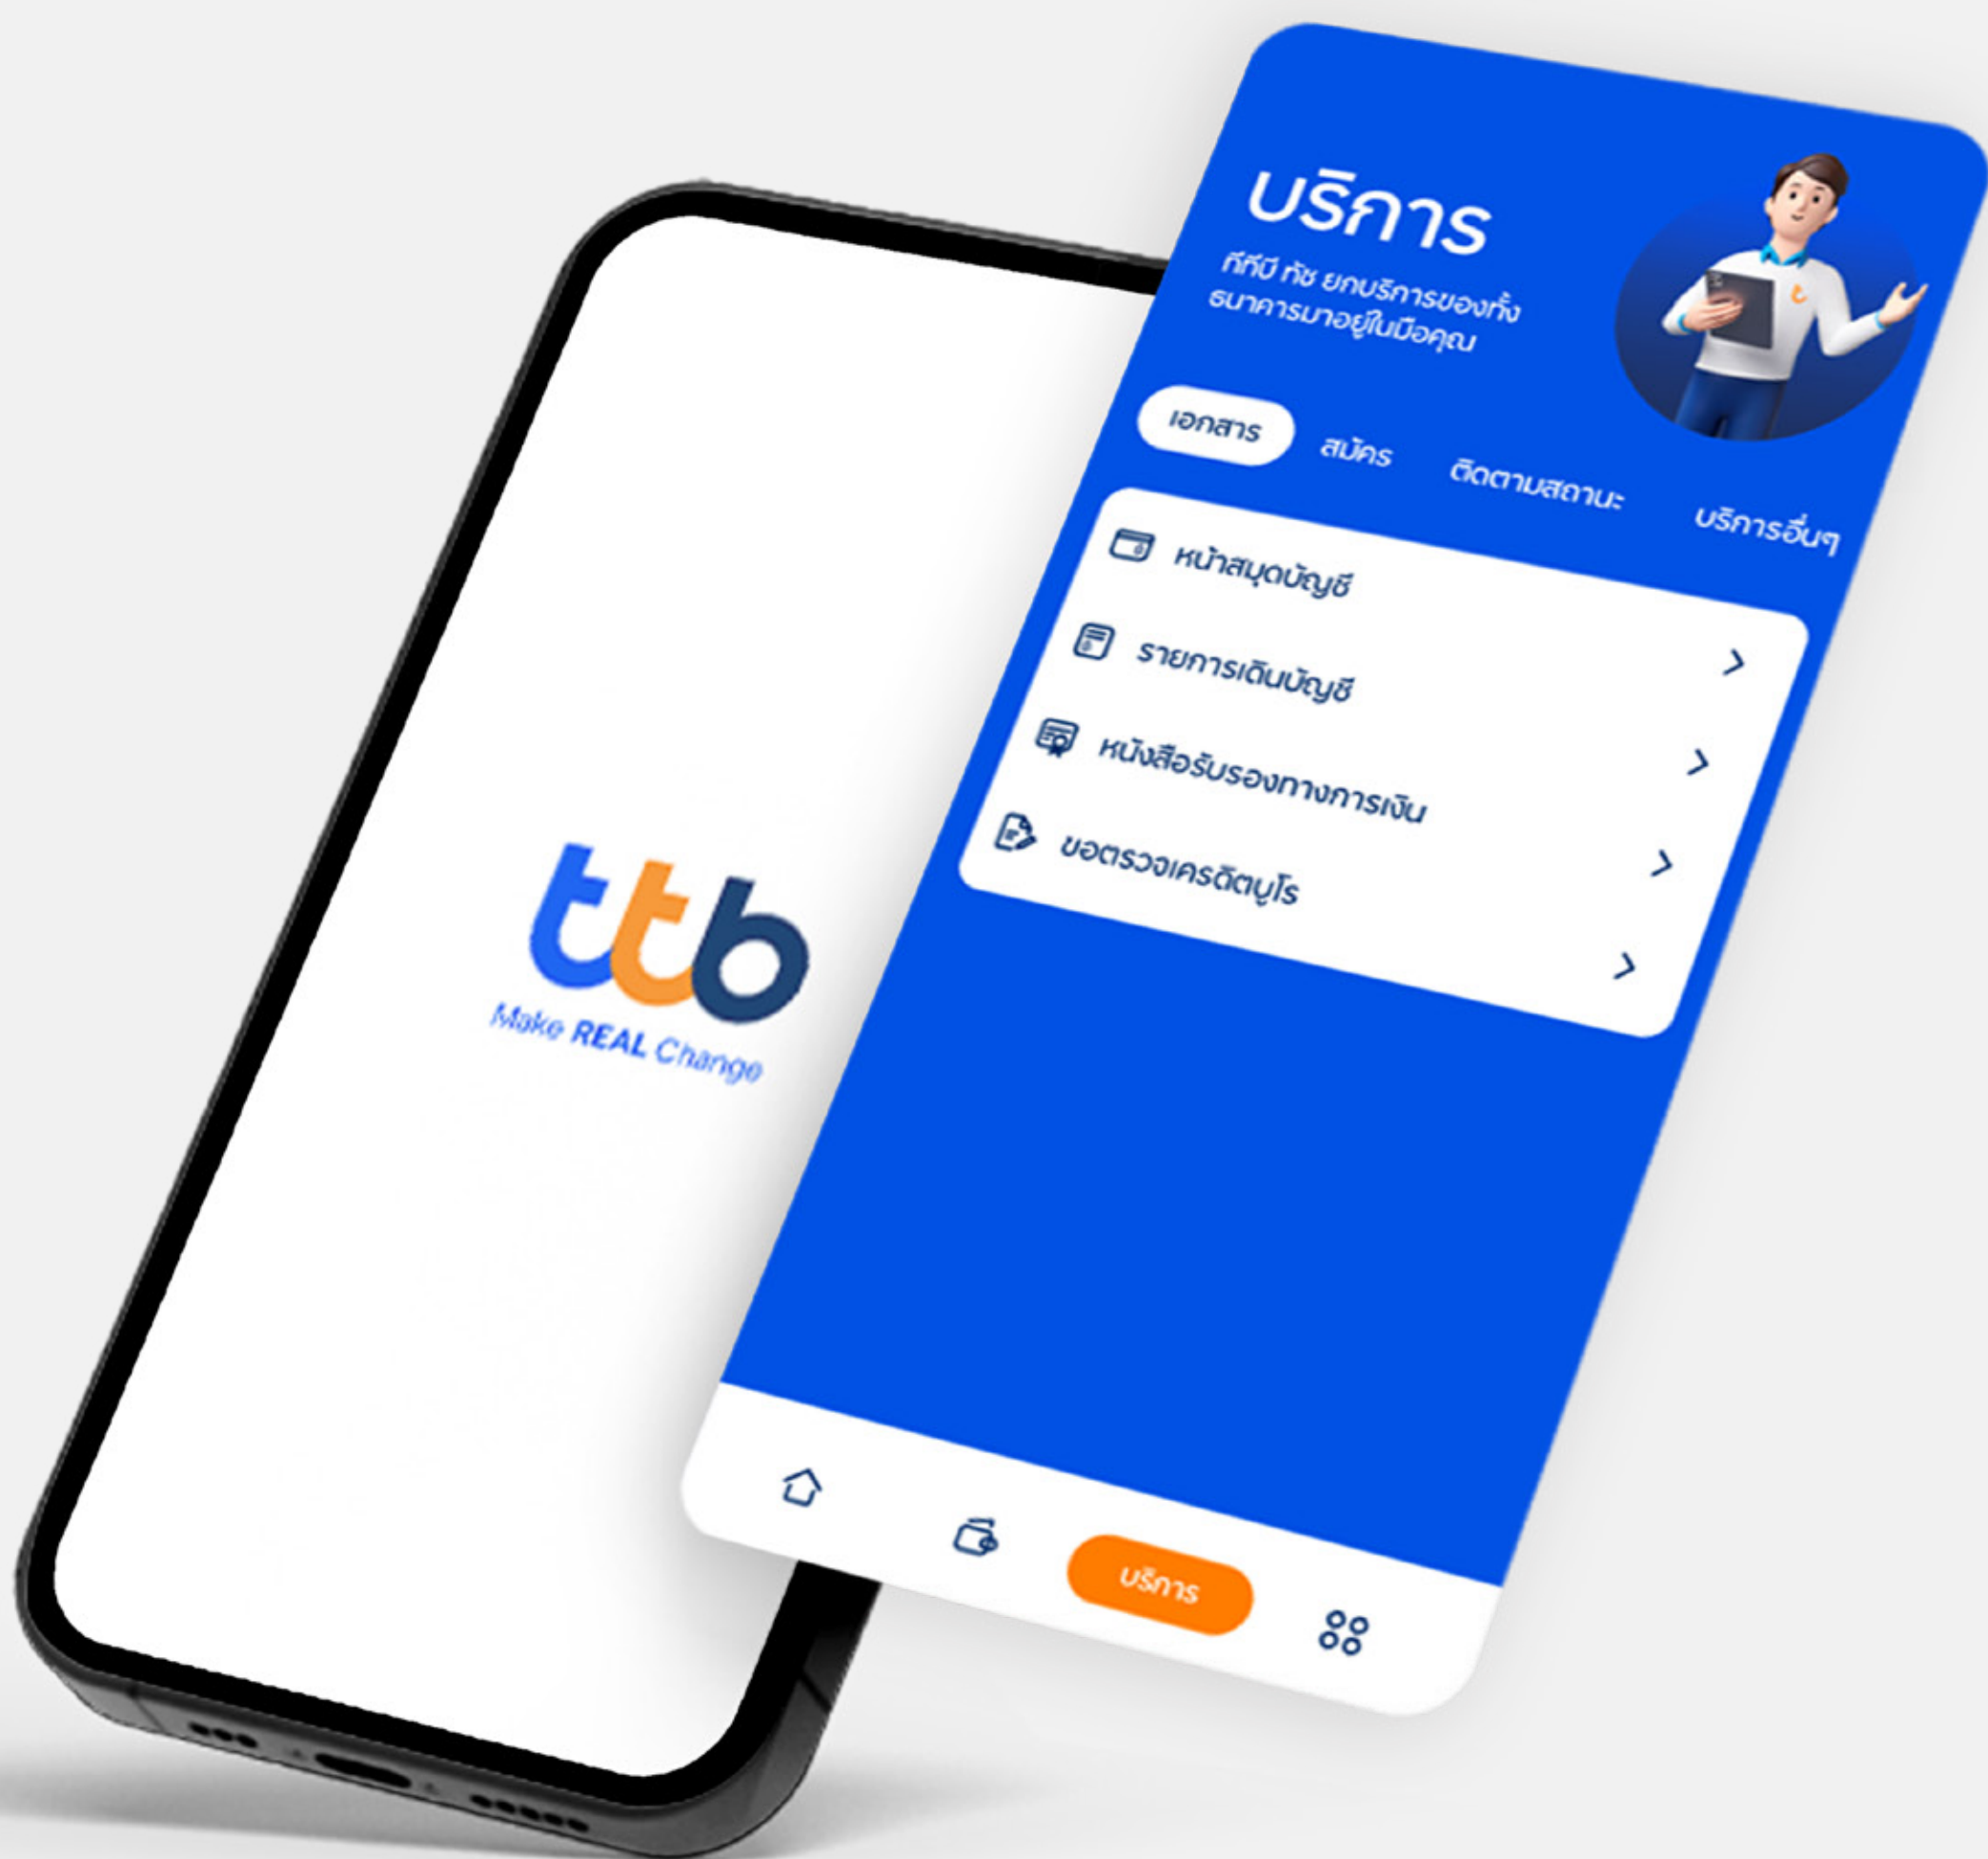 ttb
Make REAL Change
บริการ
ทีทีบี ทัช ยกบริการของทั้ง
ธนาคารมาอยู่ในมือคุณ
เอกสาร
สมัคร
ติดตามสถานะ
บริการอื่นๆ
หน้าสมุดบัญชี
รายการเดินบัญชี
หนังสือรับรองทางการเงิน
ขอตรวจเครดิตบูโร
บริการ